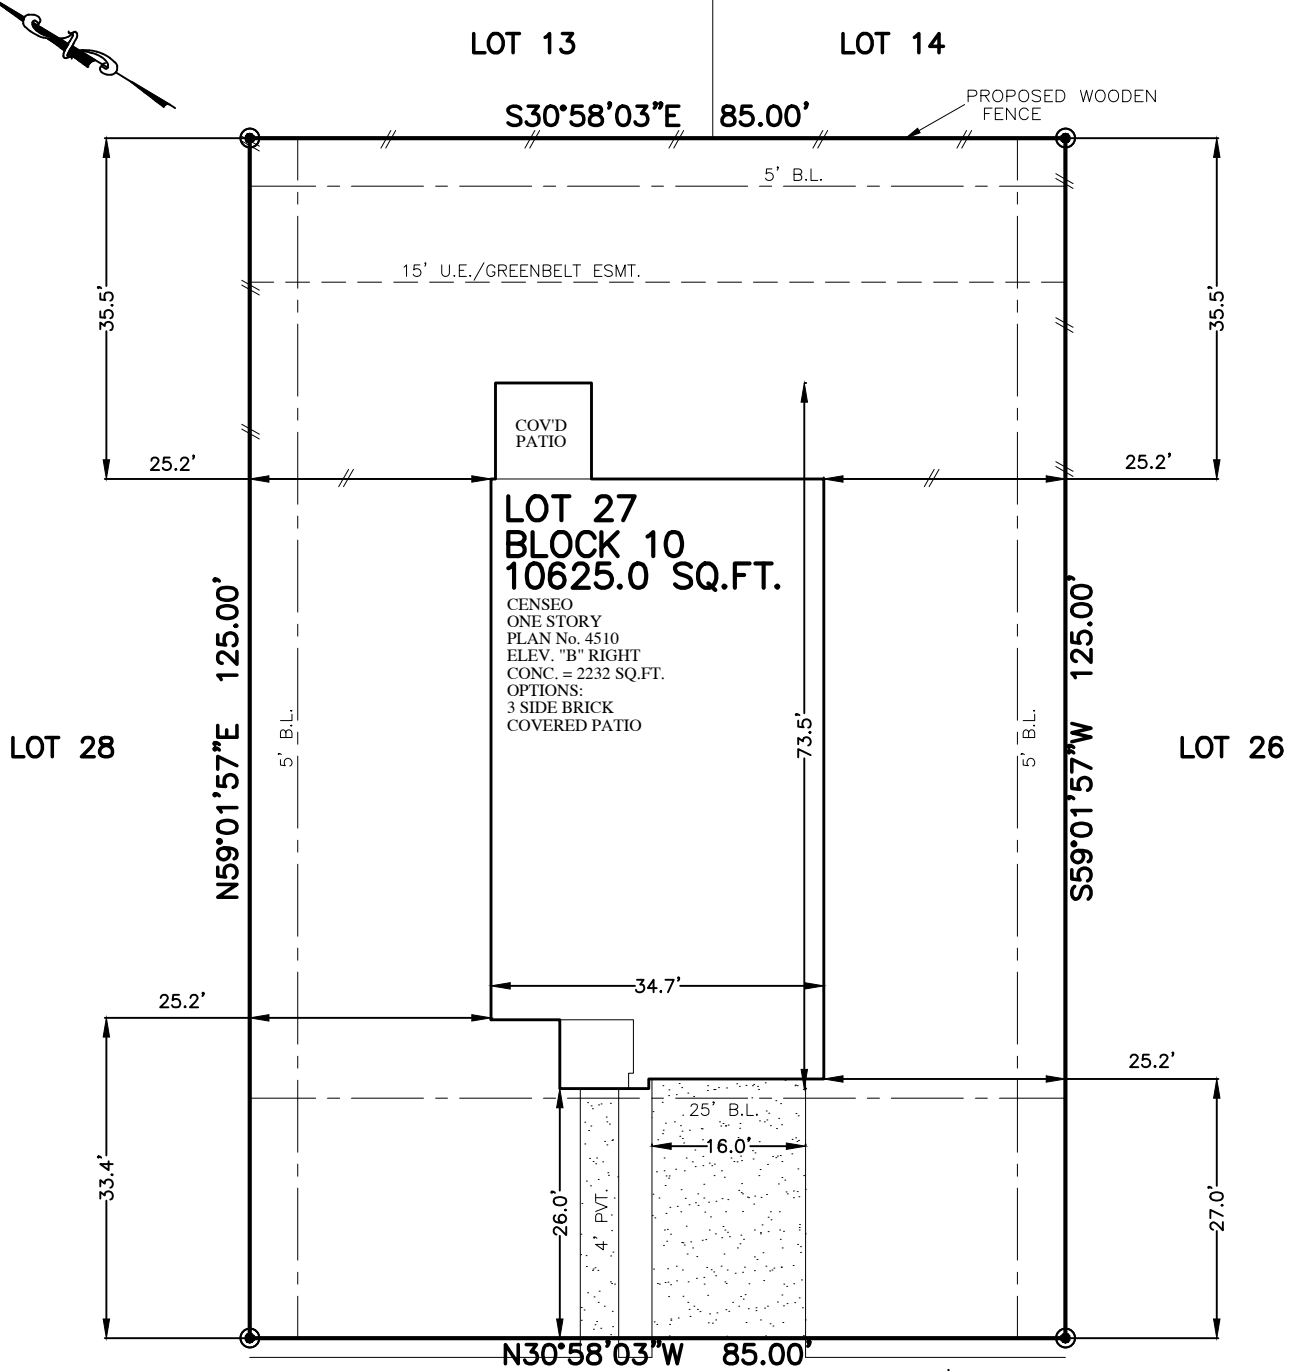 LOT 13
LOT 14
PROPOSED WOODEN
FENCE
S30°58'03"E 85.00'
5' B.L.
15' U.E./GREENBELT ESMT.
35.5'
35.5'
COV'D
PATIO
25.2'
25.2'
LOT 27
BLOCK 10
10625.0 SQ.FT.
CENSEO
ONE STORY
PLAN No. 4510
ELEV. "B" RIGHT
CONC. = 2232 SQ.FT.
OPTIONS:
3 SIDE BRICK
COVERED PATIO
N59°01'57"E 125.00'
S59°01'57"W 125.00'
5' B.L.
73.5'
5' B.L.
LOT 28
LOT 26
34.7'
25.2'
25.2'
25' B.L.
16.0'
33.4'
26.0'
4' PVT.
27.0'
N30°58'03"W 85.00'